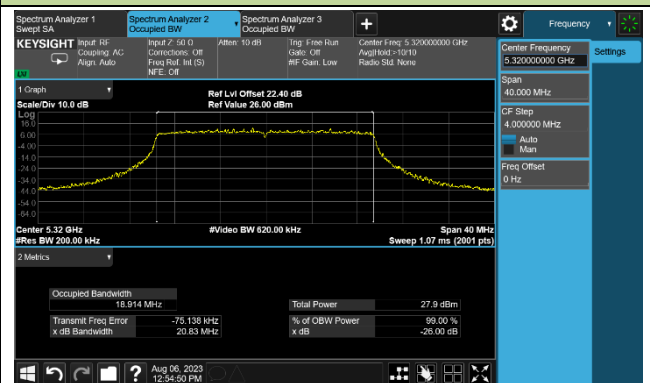 Spectrum Analyzer 1
Swept SA
Spectrum Analyzer 2
Occupied BW
Spectrum Analyzer 3
Occupied BW
Frequency
KEYSIGHT
Input: RF
Coupling: AC
Align: Auto
Input Z: 50 Ω
Corrections: Off
Freq Ref: Int (S)
NFE: Off
Atten: 10 dB
Trig: Free Run
Gate: Off
#IF Gain: Low
Center Freq: 5.320000000 GHz
Avg|Hold:>10/10
Radio Std: None
Center Frequency
5.320000000 GHz
Settings
Span
40.000 MHz
CF Step
4.000000 MHz
Auto
Man
Freq Offset
0 Hz
1 Graph
Scale/Div 10.0 dB
Ref Lvl Offset 22.40 dB
Ref Value 26.00 dBm
Log
16.0
6.00
-4.00
-14.0
-24.0
-34.0
-44.0
-54.0
-64.0
Center 5.32 GHz
#Video BW 620.00 kHz
Span 40 MHz
#Res BW 200.00 kHz
Sweep 1.07 ms (2001 pts)
2 Metrics
Occupied Bandwidth
18.914 MHz
Total Power
27.9 dBm
Transmit Freq Error
-75.138 kHz
% of OBW Power
99.00 %
x dB Bandwidth
20.83 MHz
x dB
-26.00 dB
Aug 06, 2023
12:54:50 PM